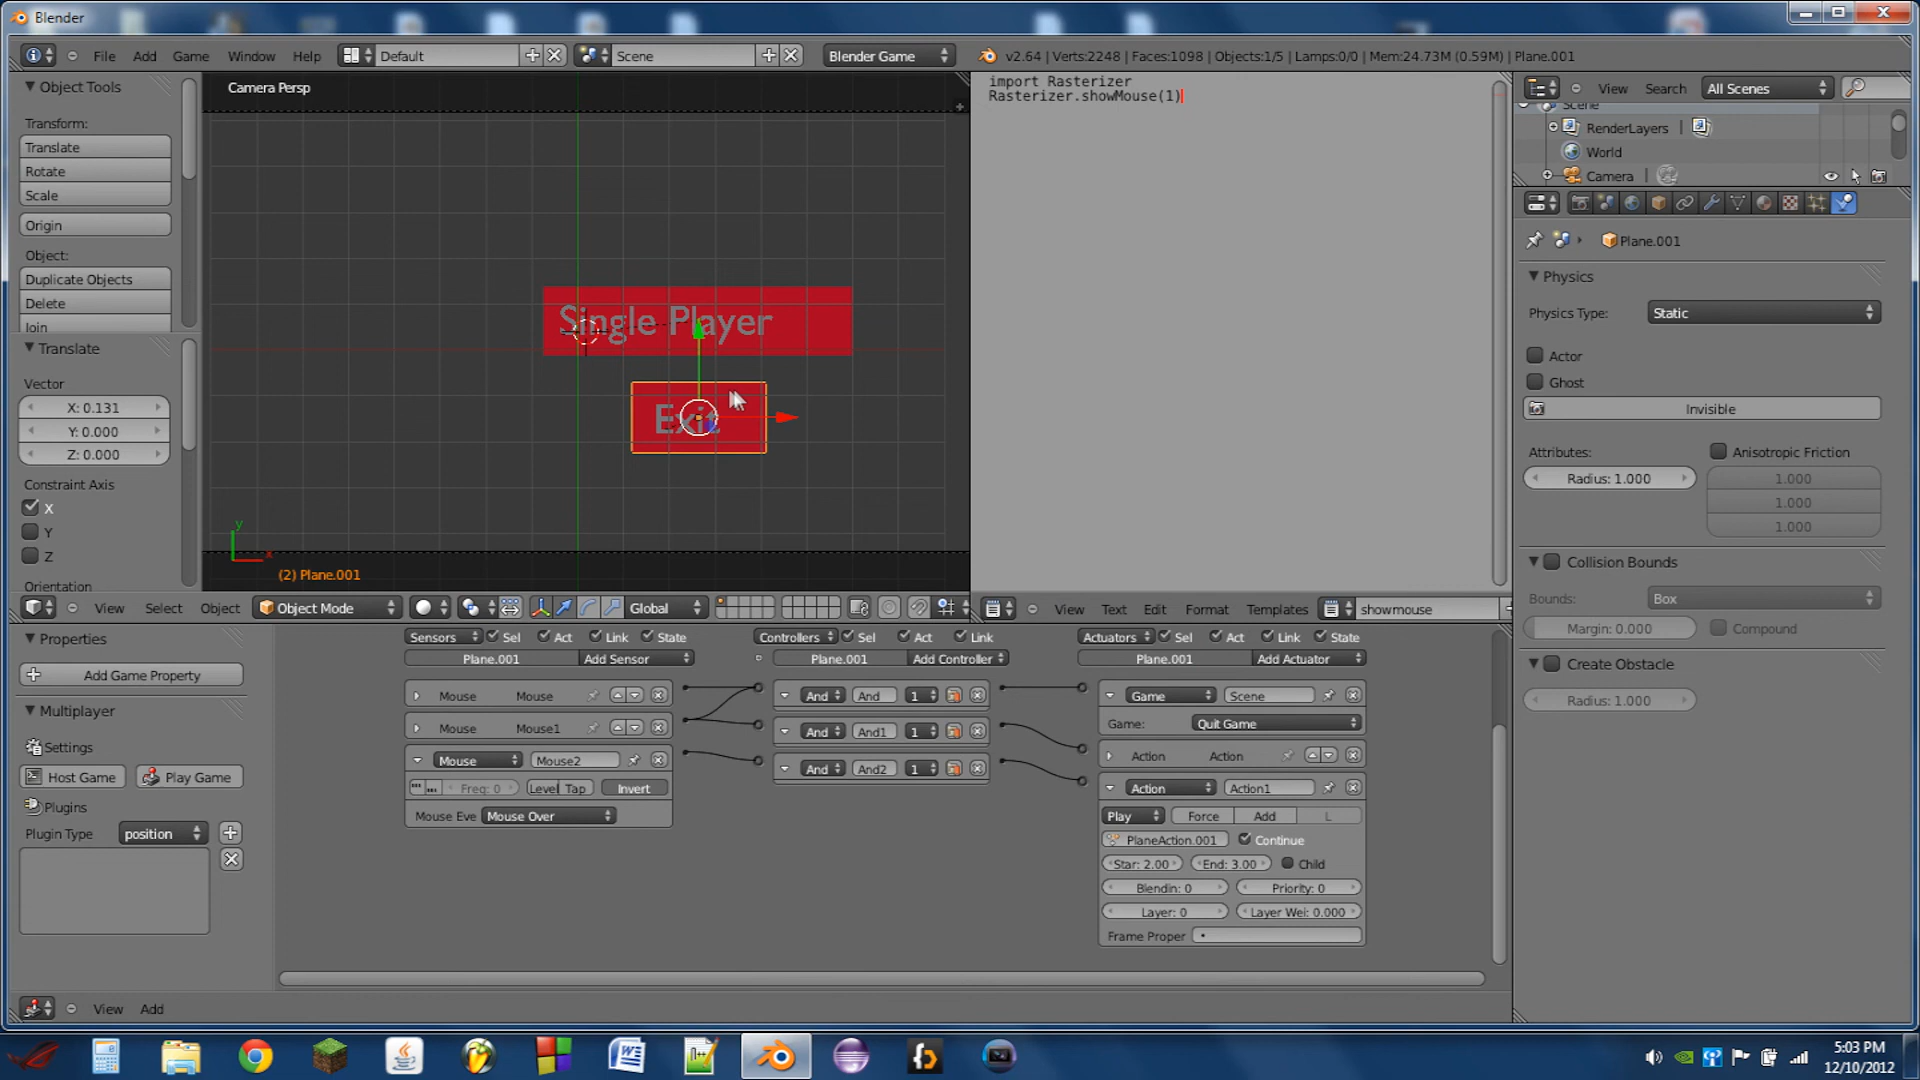 Blender
File Add Game Window Help Default Scene Blender Game v2.64 | Verts:2248 | Faces:1098 | Objects:1/5 | Lamps:0/0 | Mem:24.73M (0.59M) | Plane.001
Object Tools
Transform:
Translate
Rotate
Scale
Origin
Object:
Duplicate Objects
Delete
Join
Translate
Vector
X: 0.131
Y: 0.000
Z: 0.000
Constraint Axis
X
Y
Z
Orientation
Camera Persp
Single Player
Exit
y
x
(2) Plane.001
View Select Object Object Mode Global
import Rasterizer
Rasterizer.showMouse(1)
View Text Edit Format Templates showmouse
View Search All Scenes
Scene
RenderLayers |
World
Camera
Plane.001
Physics
Physics Type: Static
Actor
Ghost
Invisible
Attributes: Anisotropic Friction
Radius: 1.000 1.000
1.000
1.000
Collision Bounds
Bounds: Box
Margin: 0.000 Compound
Create Obstacle
Radius: 1.000
Properties
Add Game Property
Multiplayer
Settings
Host Game Play Game
Plugins
Plugin Type position
Sensors Sel Act Link State
Plane.001 Add Sensor
Mouse Mouse
Mouse Mouse1
Mouse Mouse2
Freq: 0 Level Tap Invert
Mouse Eve Mouse Over
Controllers Sel Act Link
Plane.001 Add Controller
And And 1
And And1 1
And And2 1
Actuators Sel Act Link State
Plane.001 Add Actuator
Game Scene
Game: Quit Game
Action Action
Action Action1
Play Force Add L
PlaneAction.001 Continue
Star: 2.00 End: 3.00 Child
Blendin: 0 Priority: 0
Layer: 0 Layer Wei: 0.000
Frame Proper
View Add
5:03 PM
12/10/2012